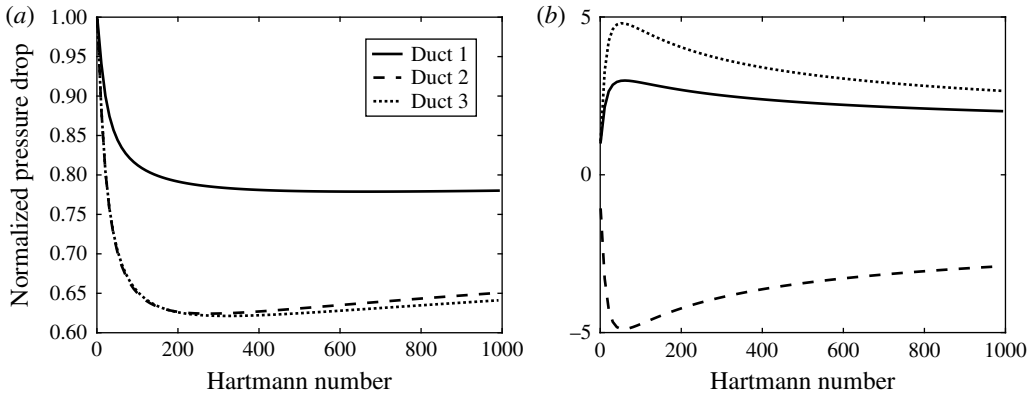 (a)
1.00
0.95
0.90
0.85
0.80
0.75
0.70
0.65
0.60
Normalized pressure drop
0 200 400 600 800 1000
Hartmann number
Duct 1
Duct 2
Duct 3
(b)
5
0
–5
0 200 400 600 800 1000
Hartmann number